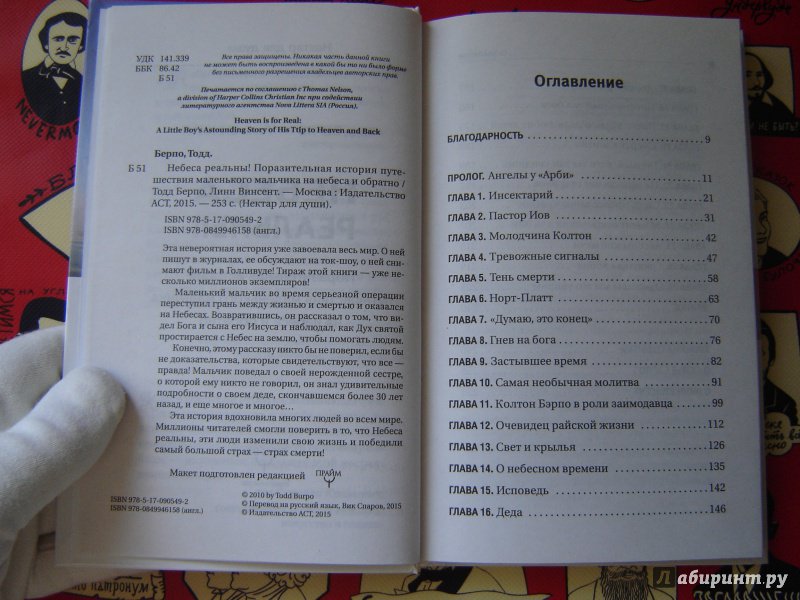 УДК 141.339
ББК 86.42
Б 51
Все права защищены. Никакая часть данной книги
не может быть воспроизведена в какой бы то ни было форме
без письменного разрешения владельцев авторских прав.
Печатается по соглашению с Thomas Nelson,
a division of Harper Collins Christian Inc при содействии
литературного агентства Nova Littera SIA (Россия).
Heaven is for Real:
A Little Boy's Astounding Story of His Trip to Heaven and Back
Берпо, Тодд.
Б 51 Небеса реальны! Поразительная история путе-
шествия маленького мальчика на небеса и обратно /
Тодд Берпо, Линн Винсент. — Москва : Издательство
АСТ, 2015. — 253 с. (Нектар для души).
ISBN 978-5-17-090549-2
ISBN 978-0849946158 (англ.)
Эта невероятная история уже завоевала весь мир. О ней
пишут в журналах, ее обсуждают на ток-шоу, о ней сни-
мают фильм в Голливуде! Тираж этой книги — уже не-
сколько миллионов экземпляров!
Маленький мальчик во время серьезной операции
переступил грань между жизнью и смертью и оказался
на Небесах. Возвратившись, он рассказал о том, что ви-
дел Бога и сына его Иисуса и наблюдал, как Дух святой
простирается с Небес на землю, чтобы помогать людям.
Конечно, этому рассказу никто бы не поверил, если бы
не доказательства, которые свидетельствуют, что все —
правда! Мальчик поведал о своей нерожденной сестре,
о которой ему никто не говорил, он знал удивительные
подробности о своем деде, скончавшемся более 30 лет
назад, и еще многое и многое...
Эта история вдохновила многих людей во всем мире.
Миллионы читателей смогли поверить в то, что Небеса
реальны, эти люди изменили свою жизнь и победили
самый большой страх — страх смерти!
Макет подготовлен редакцией ПРАЙМ
ISBN 978-5-17-090549-2
ISBN 978-0849946158 (англ.)
© 2010 by Todd Burpo
© Перевод на русский язык, Вик Спаров, 2015
© Издательство АСТ, 2015
Оглавление
БЛАГОДАРНОСТЬ 9
ПРОЛОГ. Ангелы у «Арби» 11
ГЛАВА 1. Инсектарий 21
ГЛАВА 2. Пастор Иов 31
ГЛАВА 3. Молодчина Колтон 42
ГЛАВА 4. Тревожные сигналы 47
ГЛАВА 5. Тень смерти 58
ГЛАВА 6. Норт-Платт 63
ГЛАВА 7. «Думаю, это конец» 70
ГЛАВА 8. Гнев на бога 76
ГЛАВА 9. Застывшее время 82
ГЛАВА 10. Самая необычная молитва 91
ГЛАВА 11. Колтон Бэрпо в роли заимодавца 99
ГЛАВА 12. Очевидец райской жизни 112
ГЛАВА 13. Свет и крылья 126
ГЛАВА 14. О небесном времени 135
ГЛАВА 15. Исповедь 142
ГЛАВА 16. Деда 146
NEVERMO
НА УГЛ
НЕ БЫТЬ!
лабиринт.ру